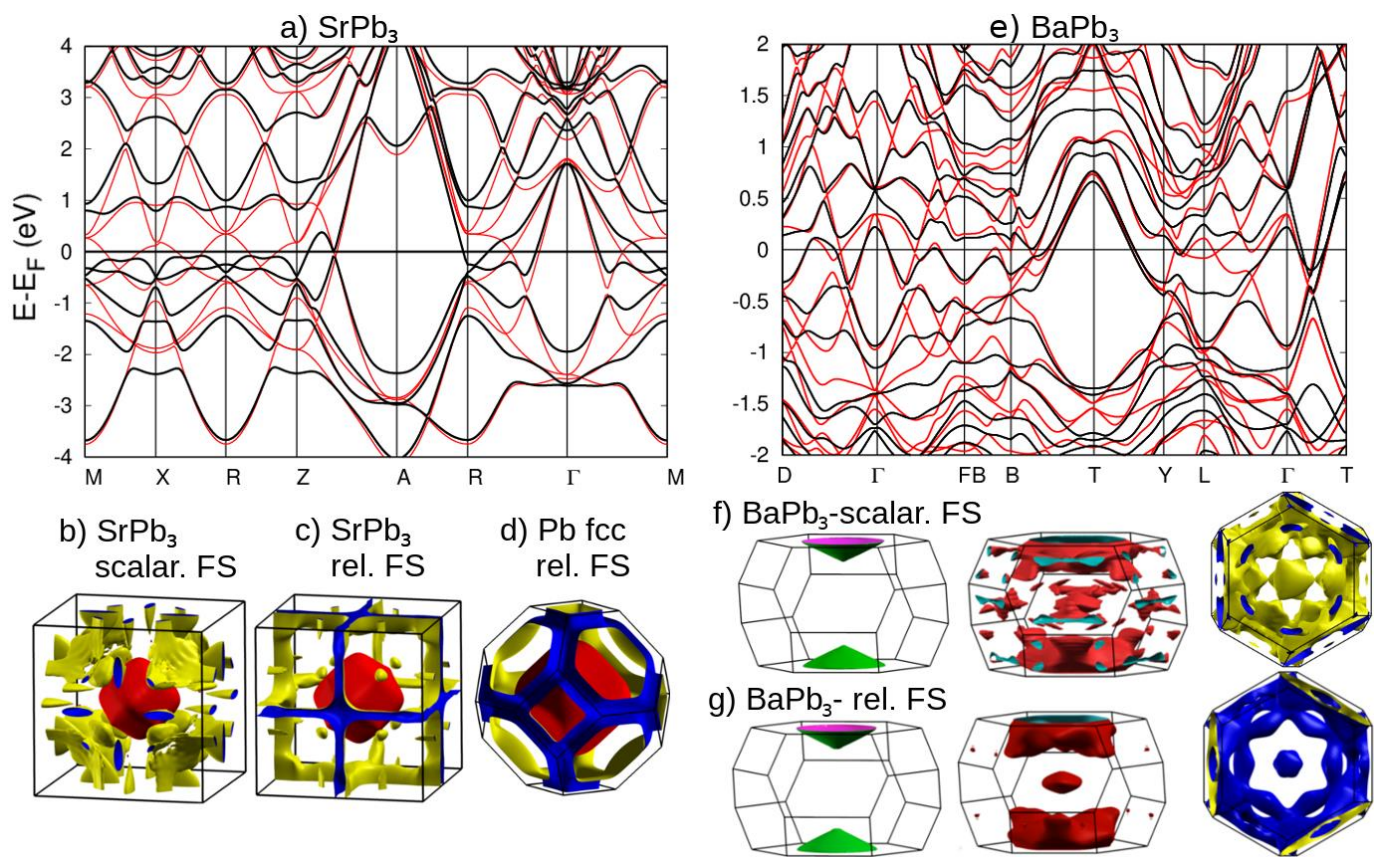 a) SrPb₃
4
3
2
1
0
-1
-2
-3
-4
E-E_F (eV)
M X R Z A R Γ M
e) BaPb₃
2
1.5
1
0.5
0
-0.5
-1
-1.5
-2
D Γ FB B T Y L Γ T
b) SrPb₃
scalar. FS
c) SrPb₃
rel. FS
d) Pb fcc
rel. FS
f) BaPb₃-scalar. FS
g) BaPb₃- rel. FS